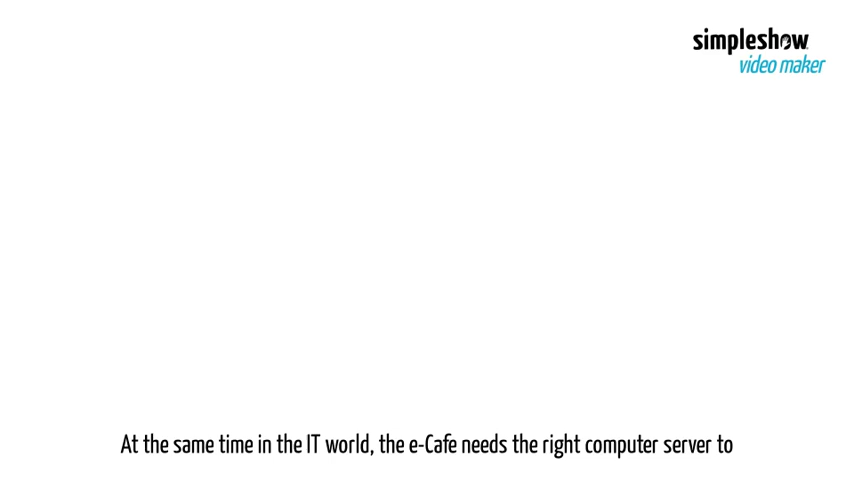 simpleshow
video maker
At the same time in the IT world, the e-Cafe needs the right computer server to